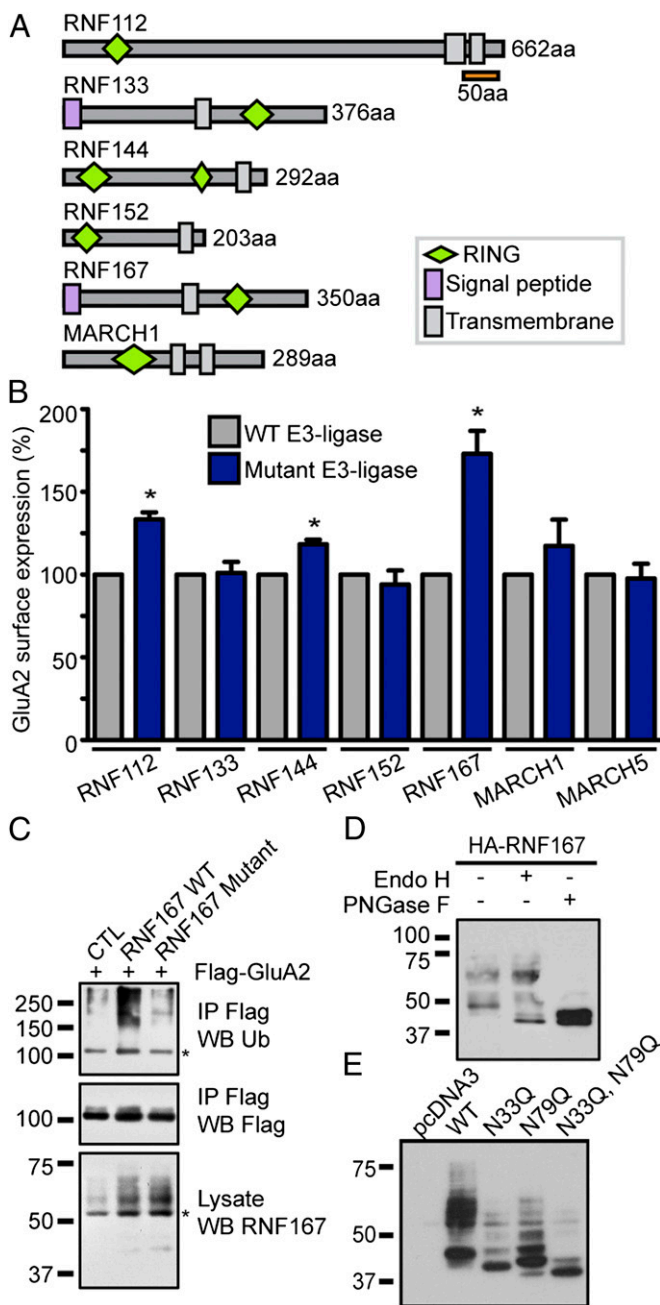 A
RNF112
662aa
50aa
RNF133
376aa
RNF144
292aa
RNF152
203aa
RNF167
350aa
MARCH1
289aa
RING
Signal peptide
Transmembrane
B
GluA2 surface expression (%)
200
150
100
50
0
WT E3-ligase
Mutant E3-ligase
*
*
*
RNF112
RNF133
RNF144
RNF152
RNF167
MARCH1
MARCH5
C
CTL
RNF167 WT
RNF167 Mutant
+ + + Flag-GluA2
250
150
100
IP Flag
WB Ub
*
100
IP Flag
WB Flag
75
50
37
Lysate
WB RNF167
*
D
HA-RNF167
Endo H - + -
PNGase F - - +
100
75
50
37
E
pcDNA3
WT
N33Q
N79Q
N33Q, N79Q
75
50
37